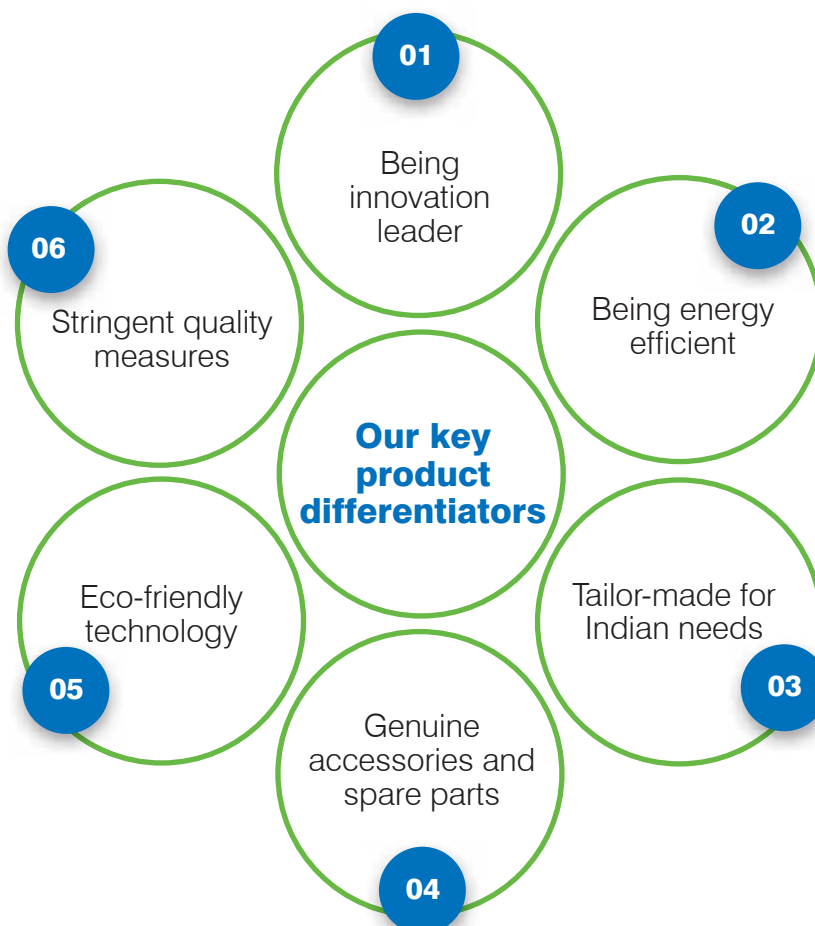 Our key
product
differentiators
01
Being
innovation
leader
02
Being energy
efficient
03
Tailor-made for
Indian needs
04
Genuine
accessories and
spare parts
05
Eco-friendly
technology
06
Stringent quality
measures